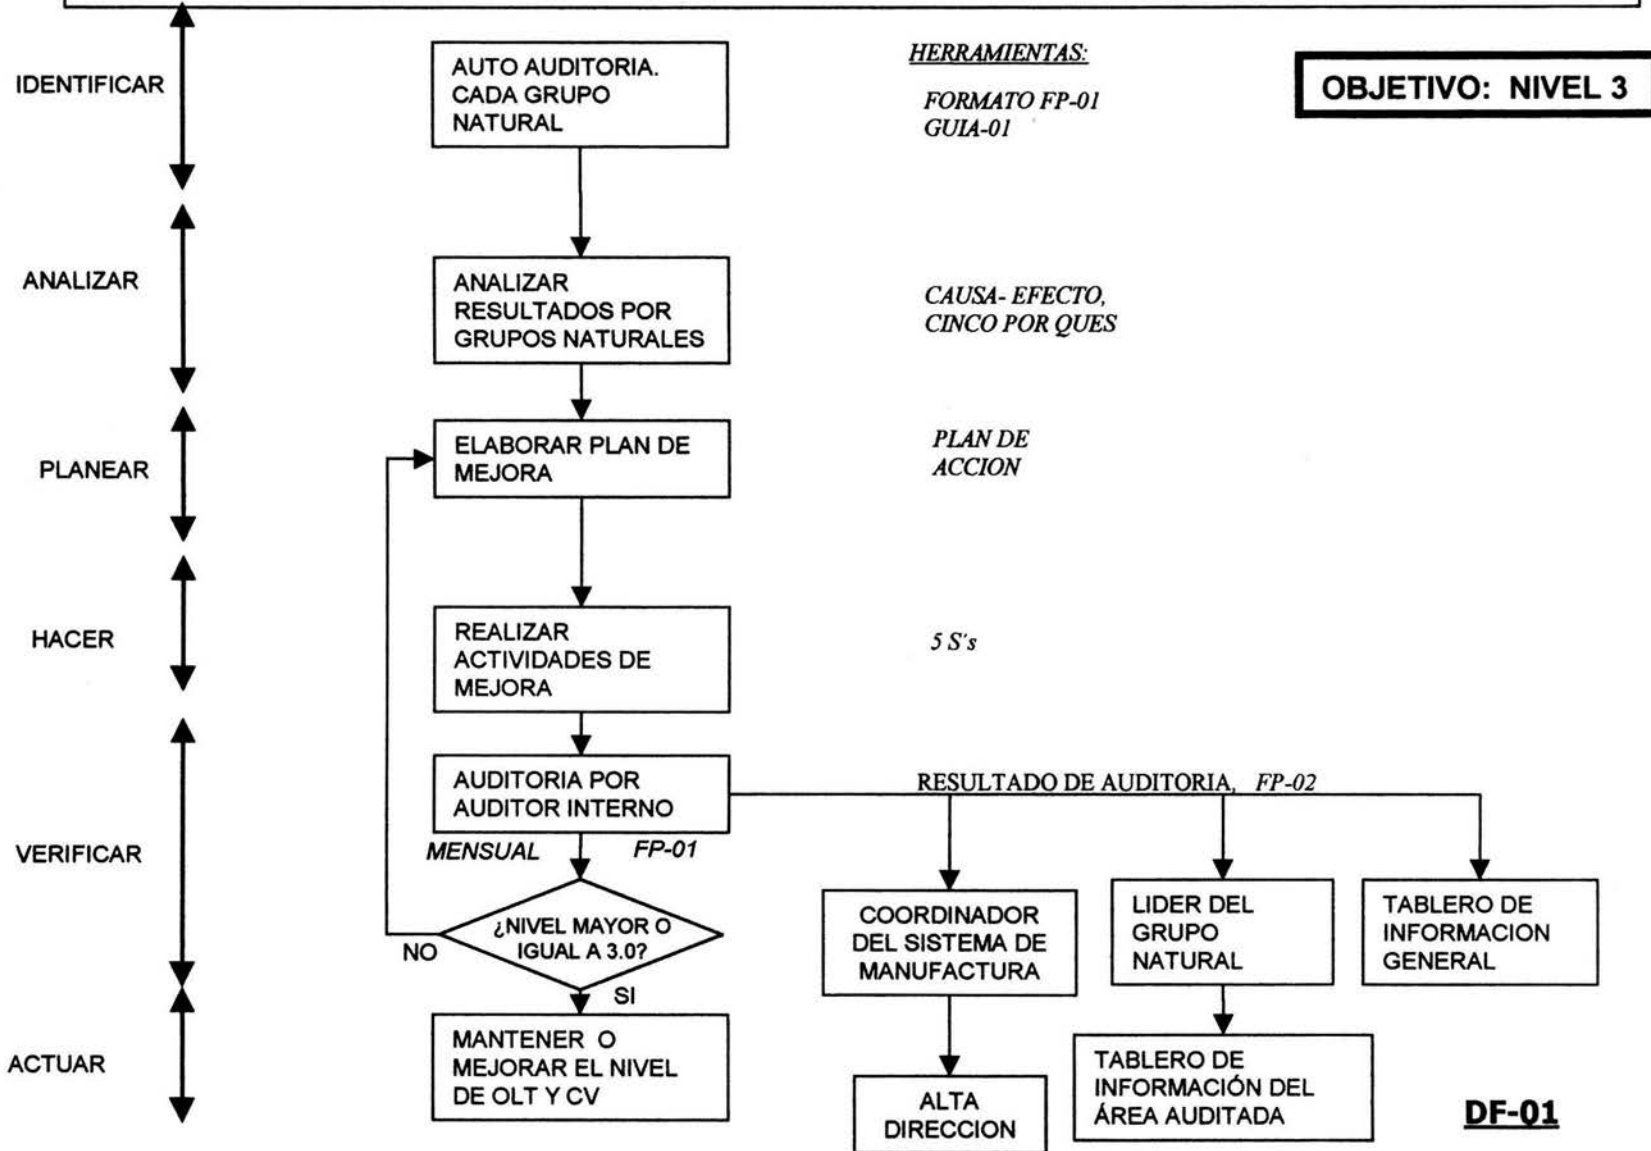 IDENTIFICAR
AUTO AUDITORIA.
CADA GRUPO
NATURAL
HERRAMIENTAS:
FORMATO FP-01
GUIA-01
OBJETIVO: NIVEL 3
ANALIZAR
ANALIZAR
RESULTADOS POR
GRUPOS NATURALES
CAUSA- EFECTO,
CINCO POR QUES
PLANEAR
ELABORAR PLAN DE
MEJORA
PLAN DE
ACCION
HACER
REALIZAR
ACTIVIDADES DE
MEJORA
5 S's
VERIFICAR
AUDITORIA POR
AUDITOR INTERNO
RESULTADO DE AUDITORIA, FP-02
MENSUAL FP-01
¿NIVEL MAYOR O
IGUAL A 3.0?
NO
SI
COORDINADOR
DEL SISTEMA DE
MANUFACTURA
LIDER DEL
GRUPO
NATURAL
TABLERO DE
INFORMACION
GENERAL
ACTUAR
MANTENER O
MEJORAR EL NIVEL
DE OLT Y CV
ALTA
DIRECCION
TABLERO DE
INFORMACIÓN DEL
ÁREA AUDITADA
DF-01